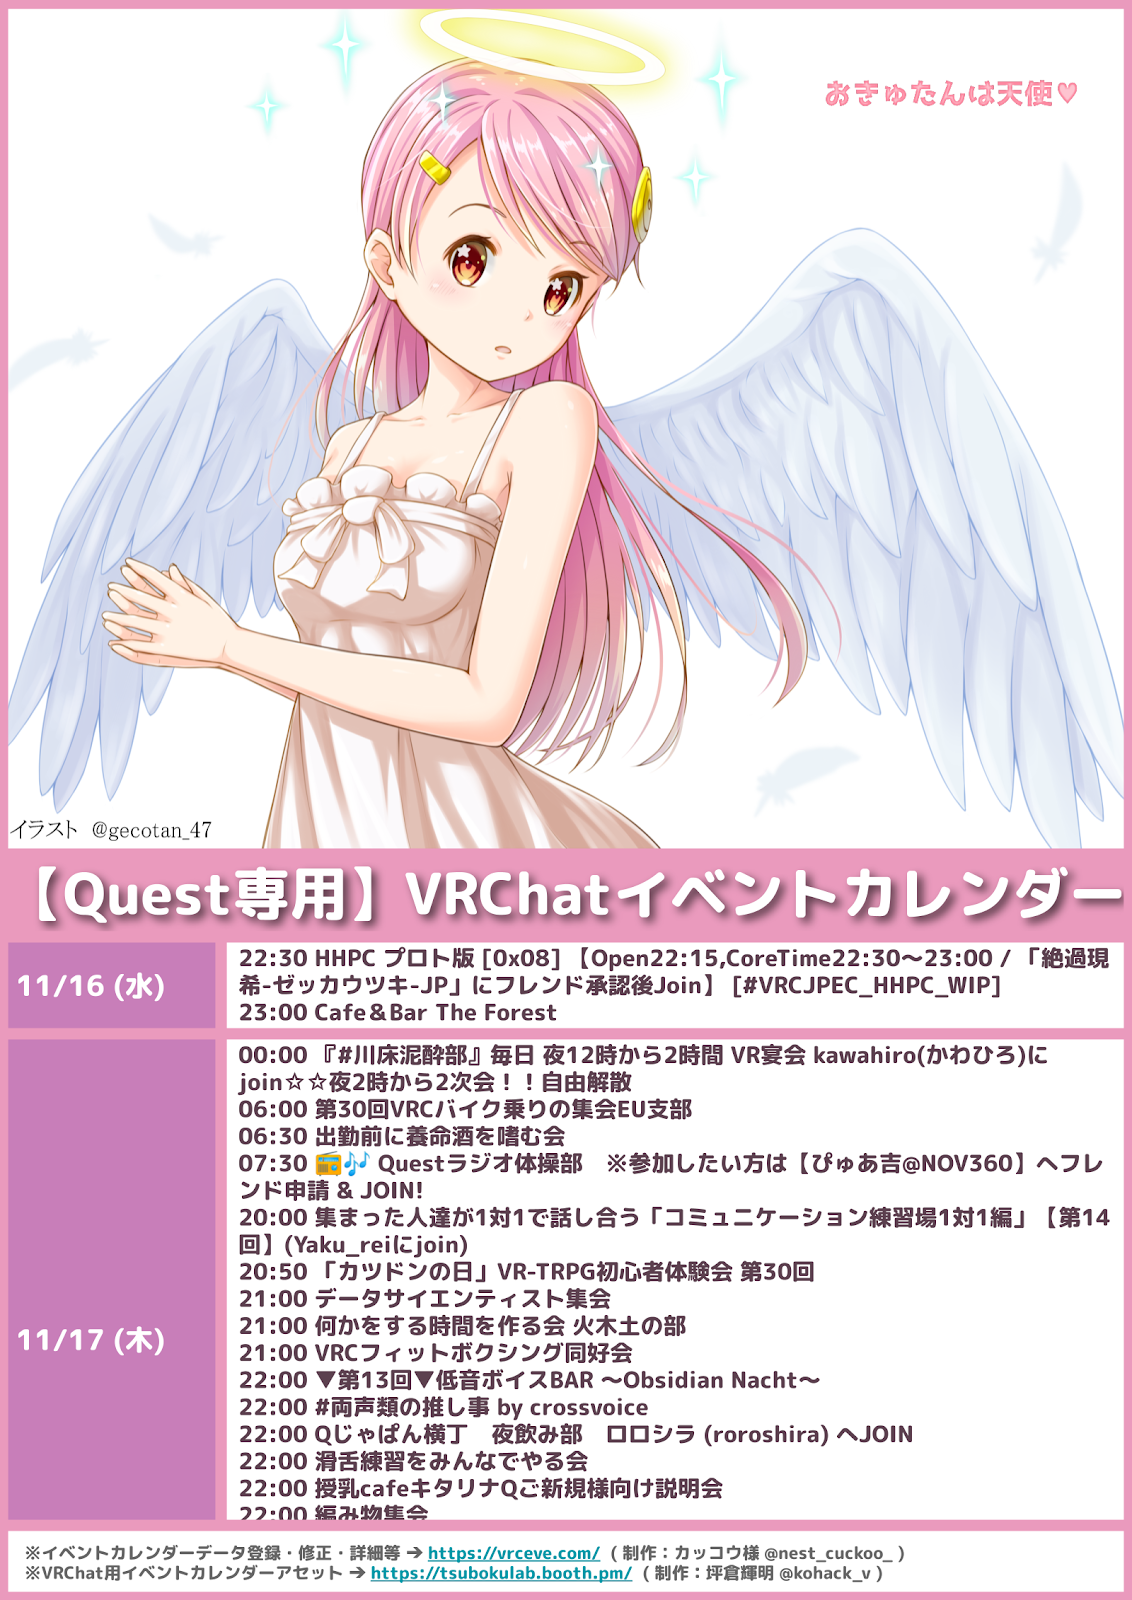 おきゅたんは天使♥
イラスト @gecotan_47
【Quest専用】VRChatイベントカレンダー
11/16 (水)
22:30 HHPC プロト版 [0x08] 【Open22:15,CoreTime22:30～23:00 / 「絶過現
希-ゼッカウツキ-JP」にフレンド承認後Join】 [#VRCJPEC_HHPC_WIP]
23:00 Cafe＆Bar The Forest
11/17 (木)
00:00 『#川床泥酔部』毎日 夜12時から2時間 VR宴会 kawahiro(かわひろ)に
join☆☆夜2時から2次会！！自由解散
06:00 第30回VRCバイク乗りの集会EU支部
06:30 出勤前に養命酒を嗜む会
07:30 📻🎶 Questラジオ体操部　※参加したい方は【ぴゅあ吉@NOV360】へフレ
ンド申請 & JOIN!
20:00 集まった人達が1対1で話し合う「コミュニケーション練習場1対1編」【第14
回】(Yaku_reiにjoin)
20:50 「カツドンの日」VR-TRPG初心者体験会 第30回
21:00 データサイエンティスト集会
21:00 何かをする時間を作る会 火木土の部
21:00 VRCフィットボクシング同好会
22:00 ▼第13回▼低音ボイスBAR ～Obsidian Nacht～
22:00 #両声類の推し事 by crossvoice
22:00 Qじゃぱん横丁　夜飲み部　ロロシラ (roroshira) へJOIN
22:00 滑舌練習をみんなでやる会
22:00 授乳cafeキタリナQご新規様向け説明会
22:00 編み物集会
※イベントカレンダーデータ登録・修正・詳細等 ➔ https://vrceve.com/ ( 制作：カッコウ様 @nest_cuckoo_ )
※VRChat用イベントカレンダーアセット ➔ https://tsubokulab.booth.pm/ ( 制作：坪倉輝明 @kohack_v )